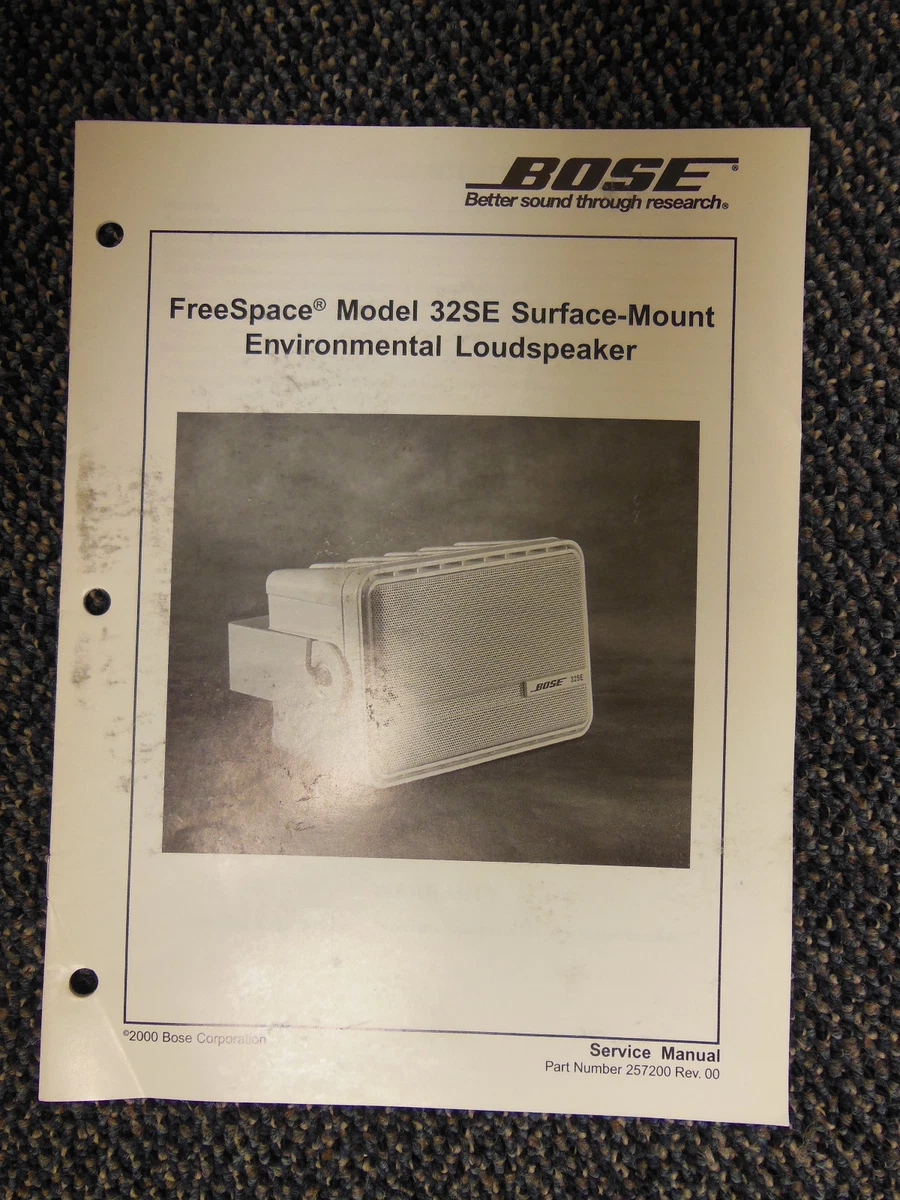 BOSE®
Better sound through research®
FreeSpace® Model 32SE Surface-Mount
Environmental Loudspeaker
BOSE 32SE
©2000 Bose Corporation
Service Manual
Part Number 257200 Rev. 00